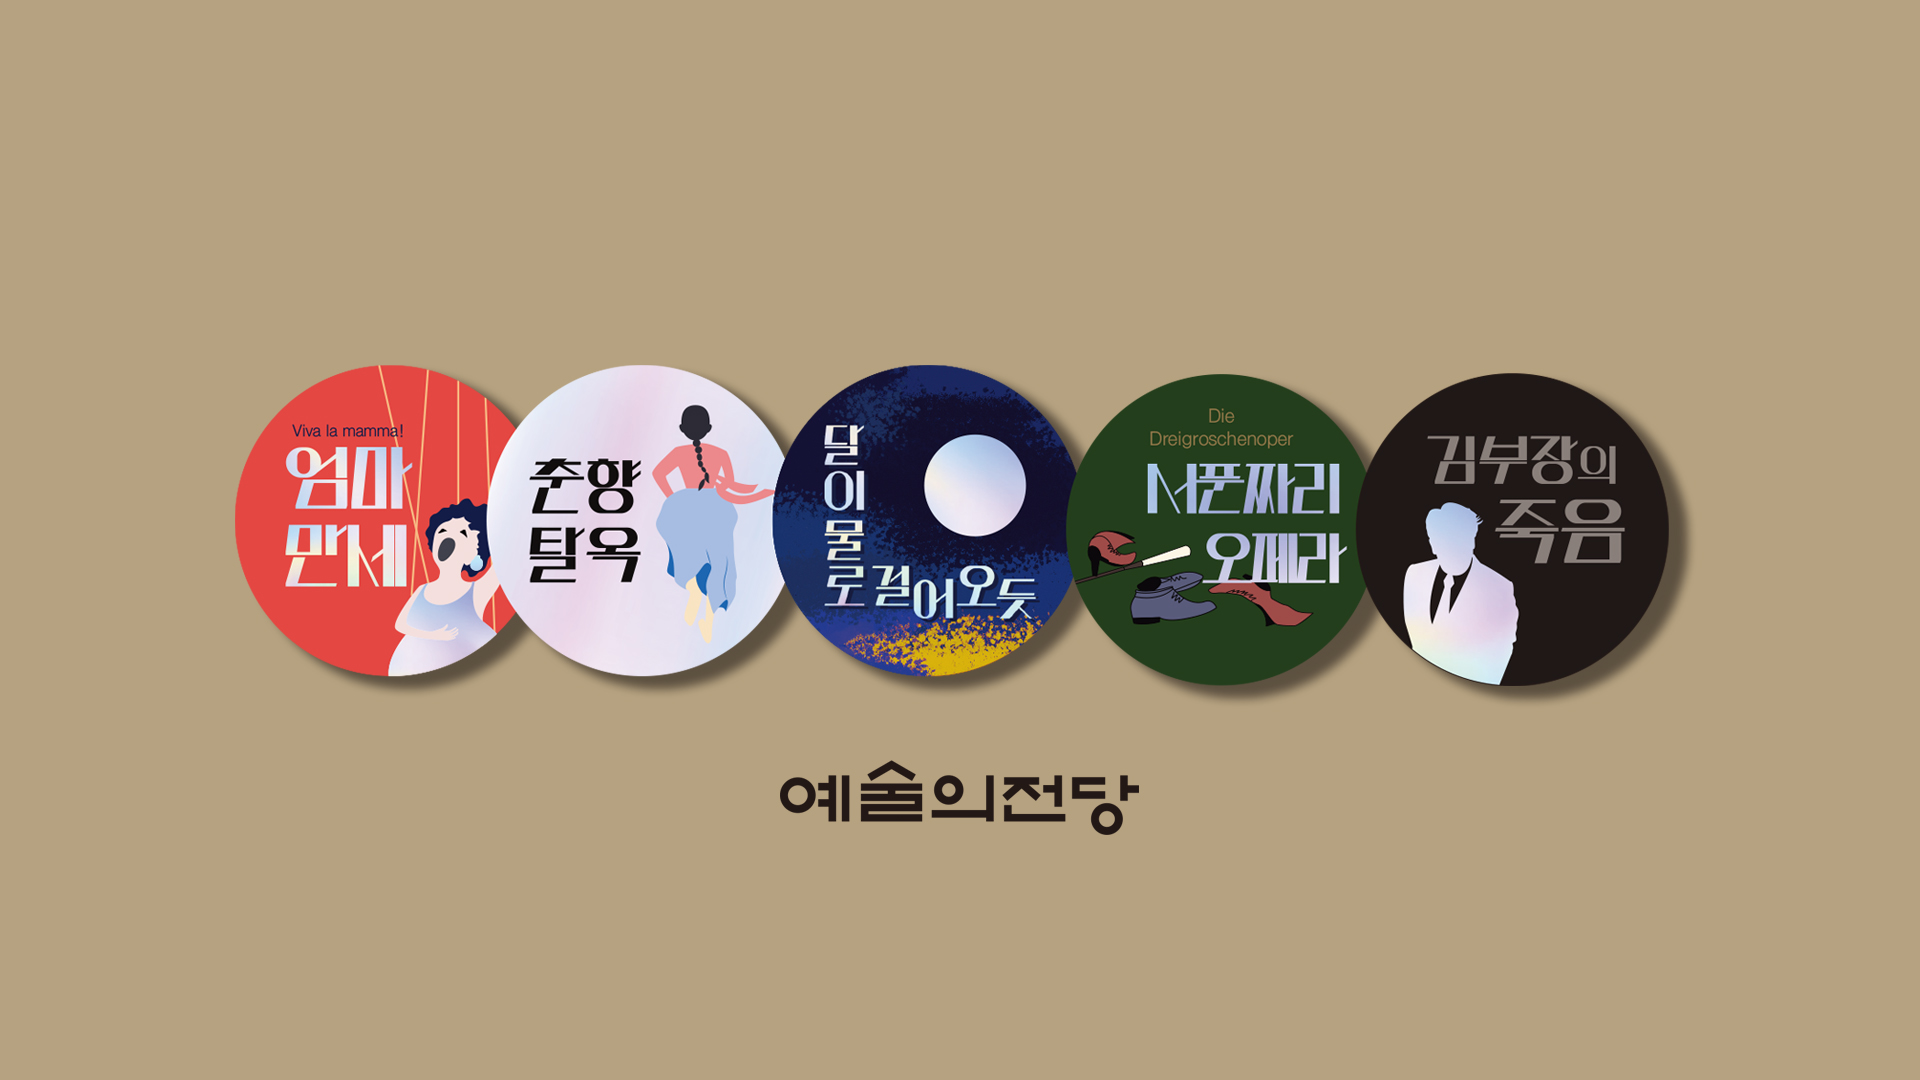 Viva la mamma!
엄마
만세
춘향
탈옥
달이물로
걸어오듯
Die
Dreigroschenoper
서푼짜리
오페라
김부장의
죽음
예술의전당